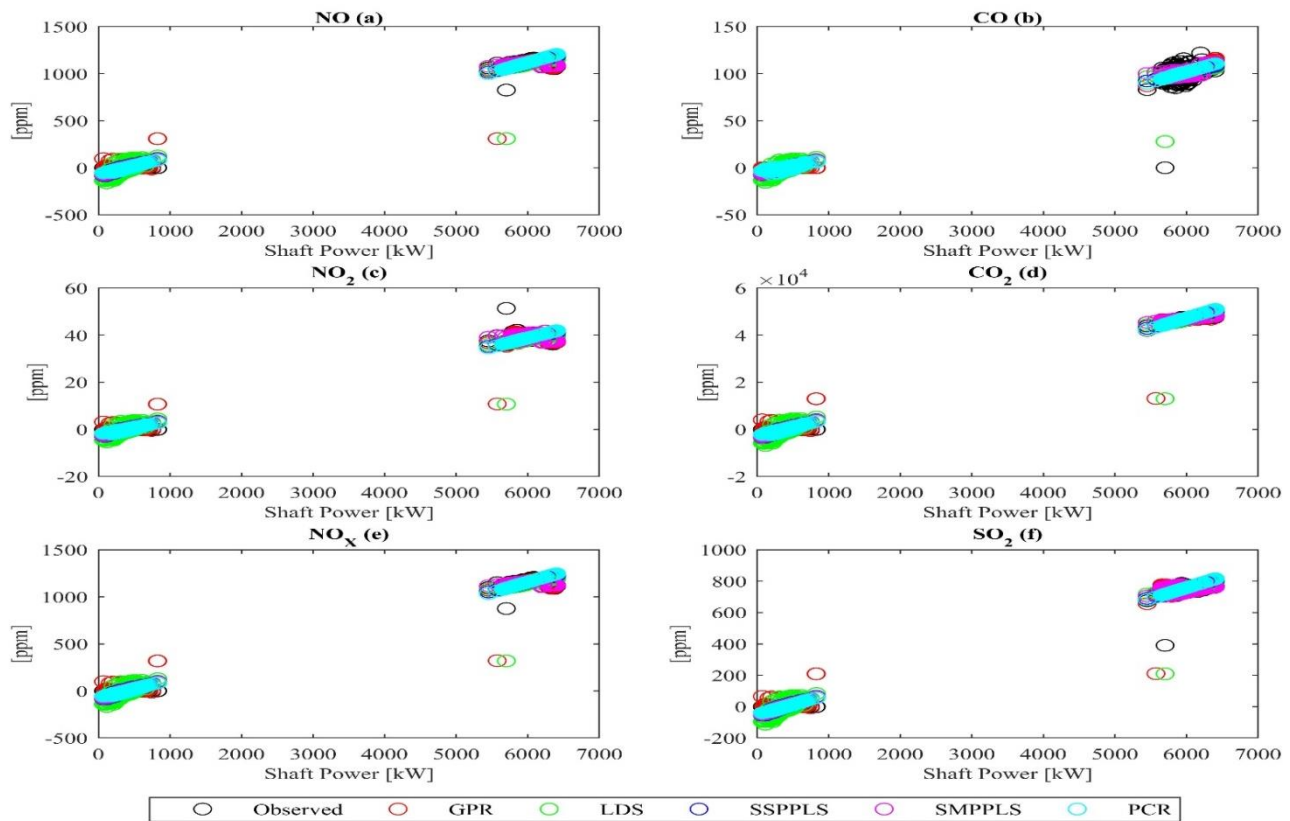 NO (a)
1500
1000
500
0
-500
[ppm]
0 1000 2000 3000 4000 5000 6000 7000
Shaft Power [kW]
CO (b)
150
100
50
0
-50
[ppm]
0 1000 2000 3000 4000 5000 6000 7000
Shaft Power [kW]
NO2 (c)
60
40
20
0
-20
[ppm]
0 1000 2000 3000 4000 5000 6000 7000
Shaft Power [kW]
CO2 (d)
×10^4
6
4
2
0
-2
[ppm]
0 1000 2000 3000 4000 5000 6000 7000
Shaft Power [kW]
NOX (e)
1500
1000
500
0
-500
[ppm]
0 1000 2000 3000 4000 5000 6000 7000
Shaft Power [kW]
SO2 (f)
1000
800
600
400
200
0
-200
[ppm]
0 1000 2000 3000 4000 5000 6000 7000
Shaft Power [kW]
Observed GPR LDS SSPPLS SMPPLS PCR